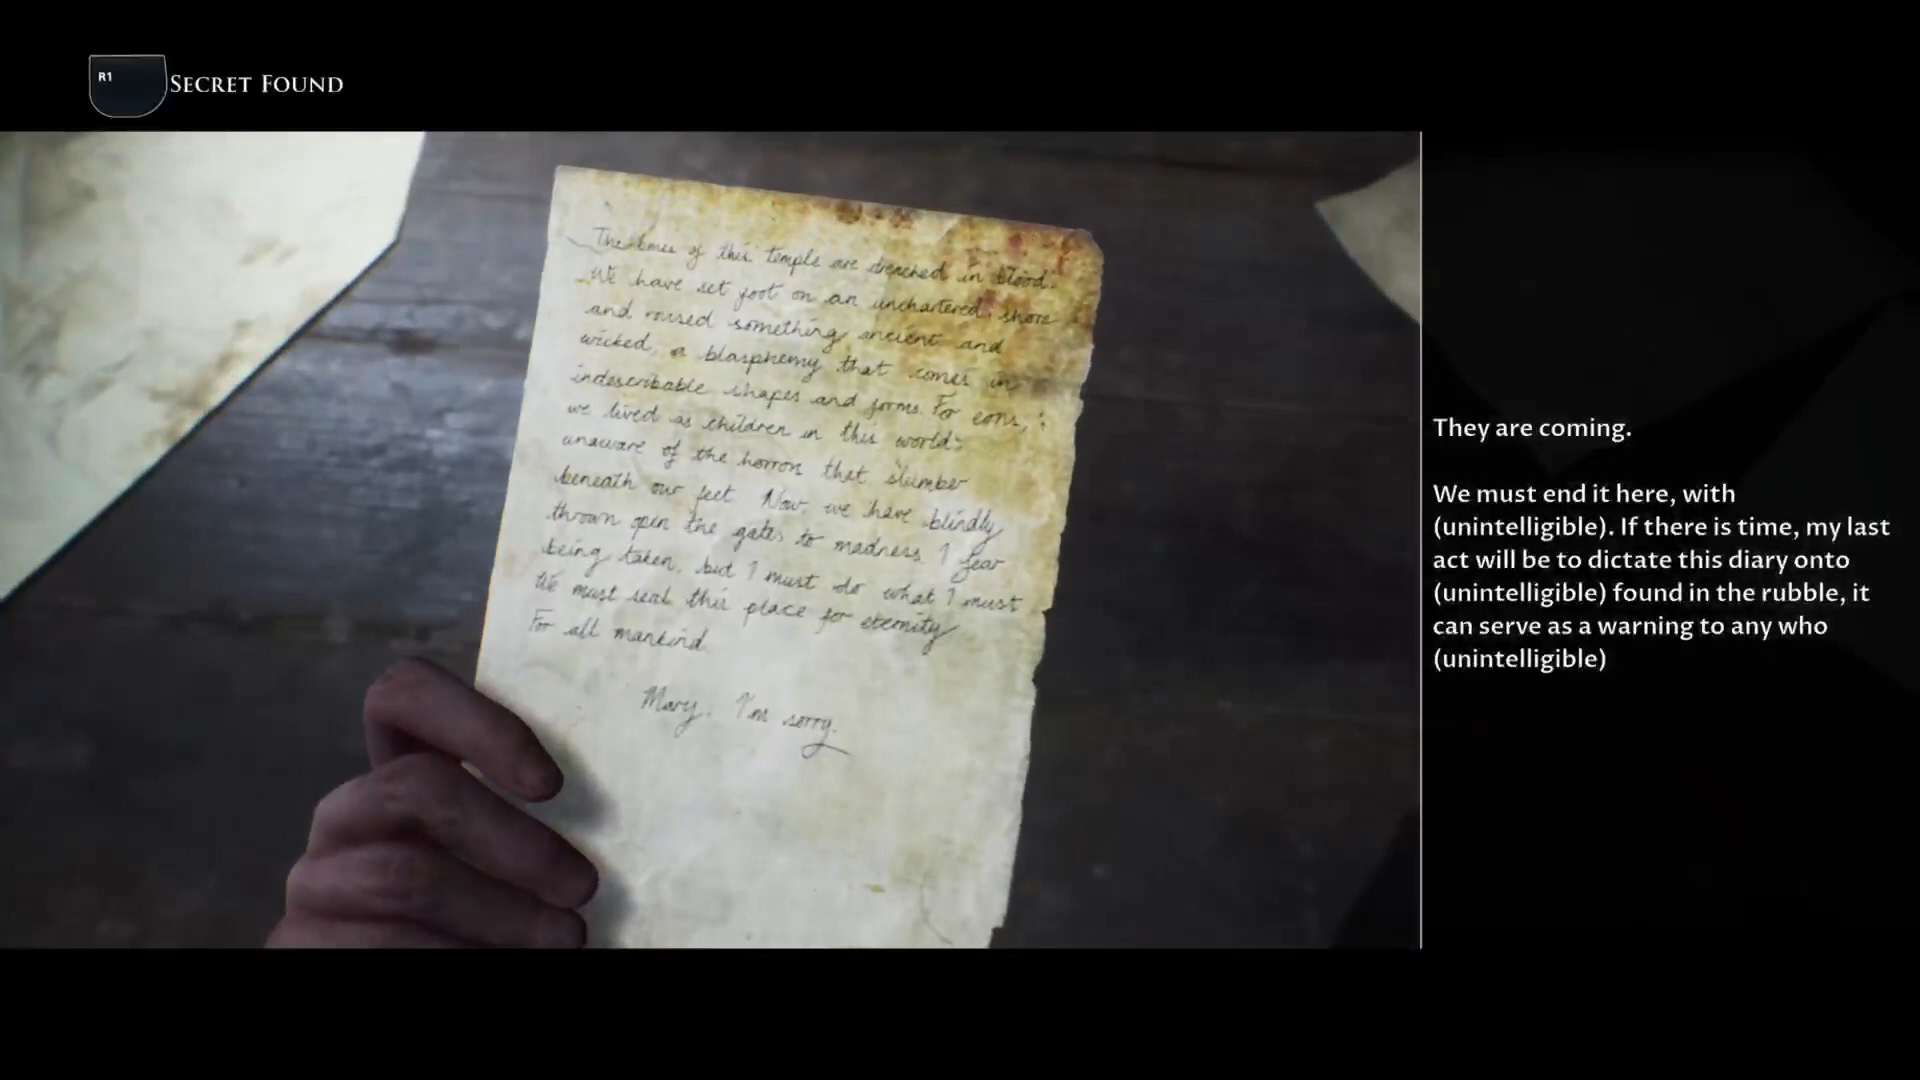 R1
SECRET FOUND
The bones of this temple are drenched in blood.
We have set foot on an unchartered shore
and roused something ancient and
wicked, a blasphemy that comes in
indescribable shapes and forms. For eons,
we lived as children in this world;
unaware of the horrors that slumber
beneath our feet. Now, we have blindly
thrown open the gates to madness. I fear
being taken, but I must do what I must
We must seal this place for eternity
For all mankind.
Mary. I'm sorry.
They are coming.
We must end it here, with
(unintelligible). If there is time, my last
act will be to dictate this diary onto
(unintelligible) found in the rubble, it
can serve as a warning to any who
(unintelligible)